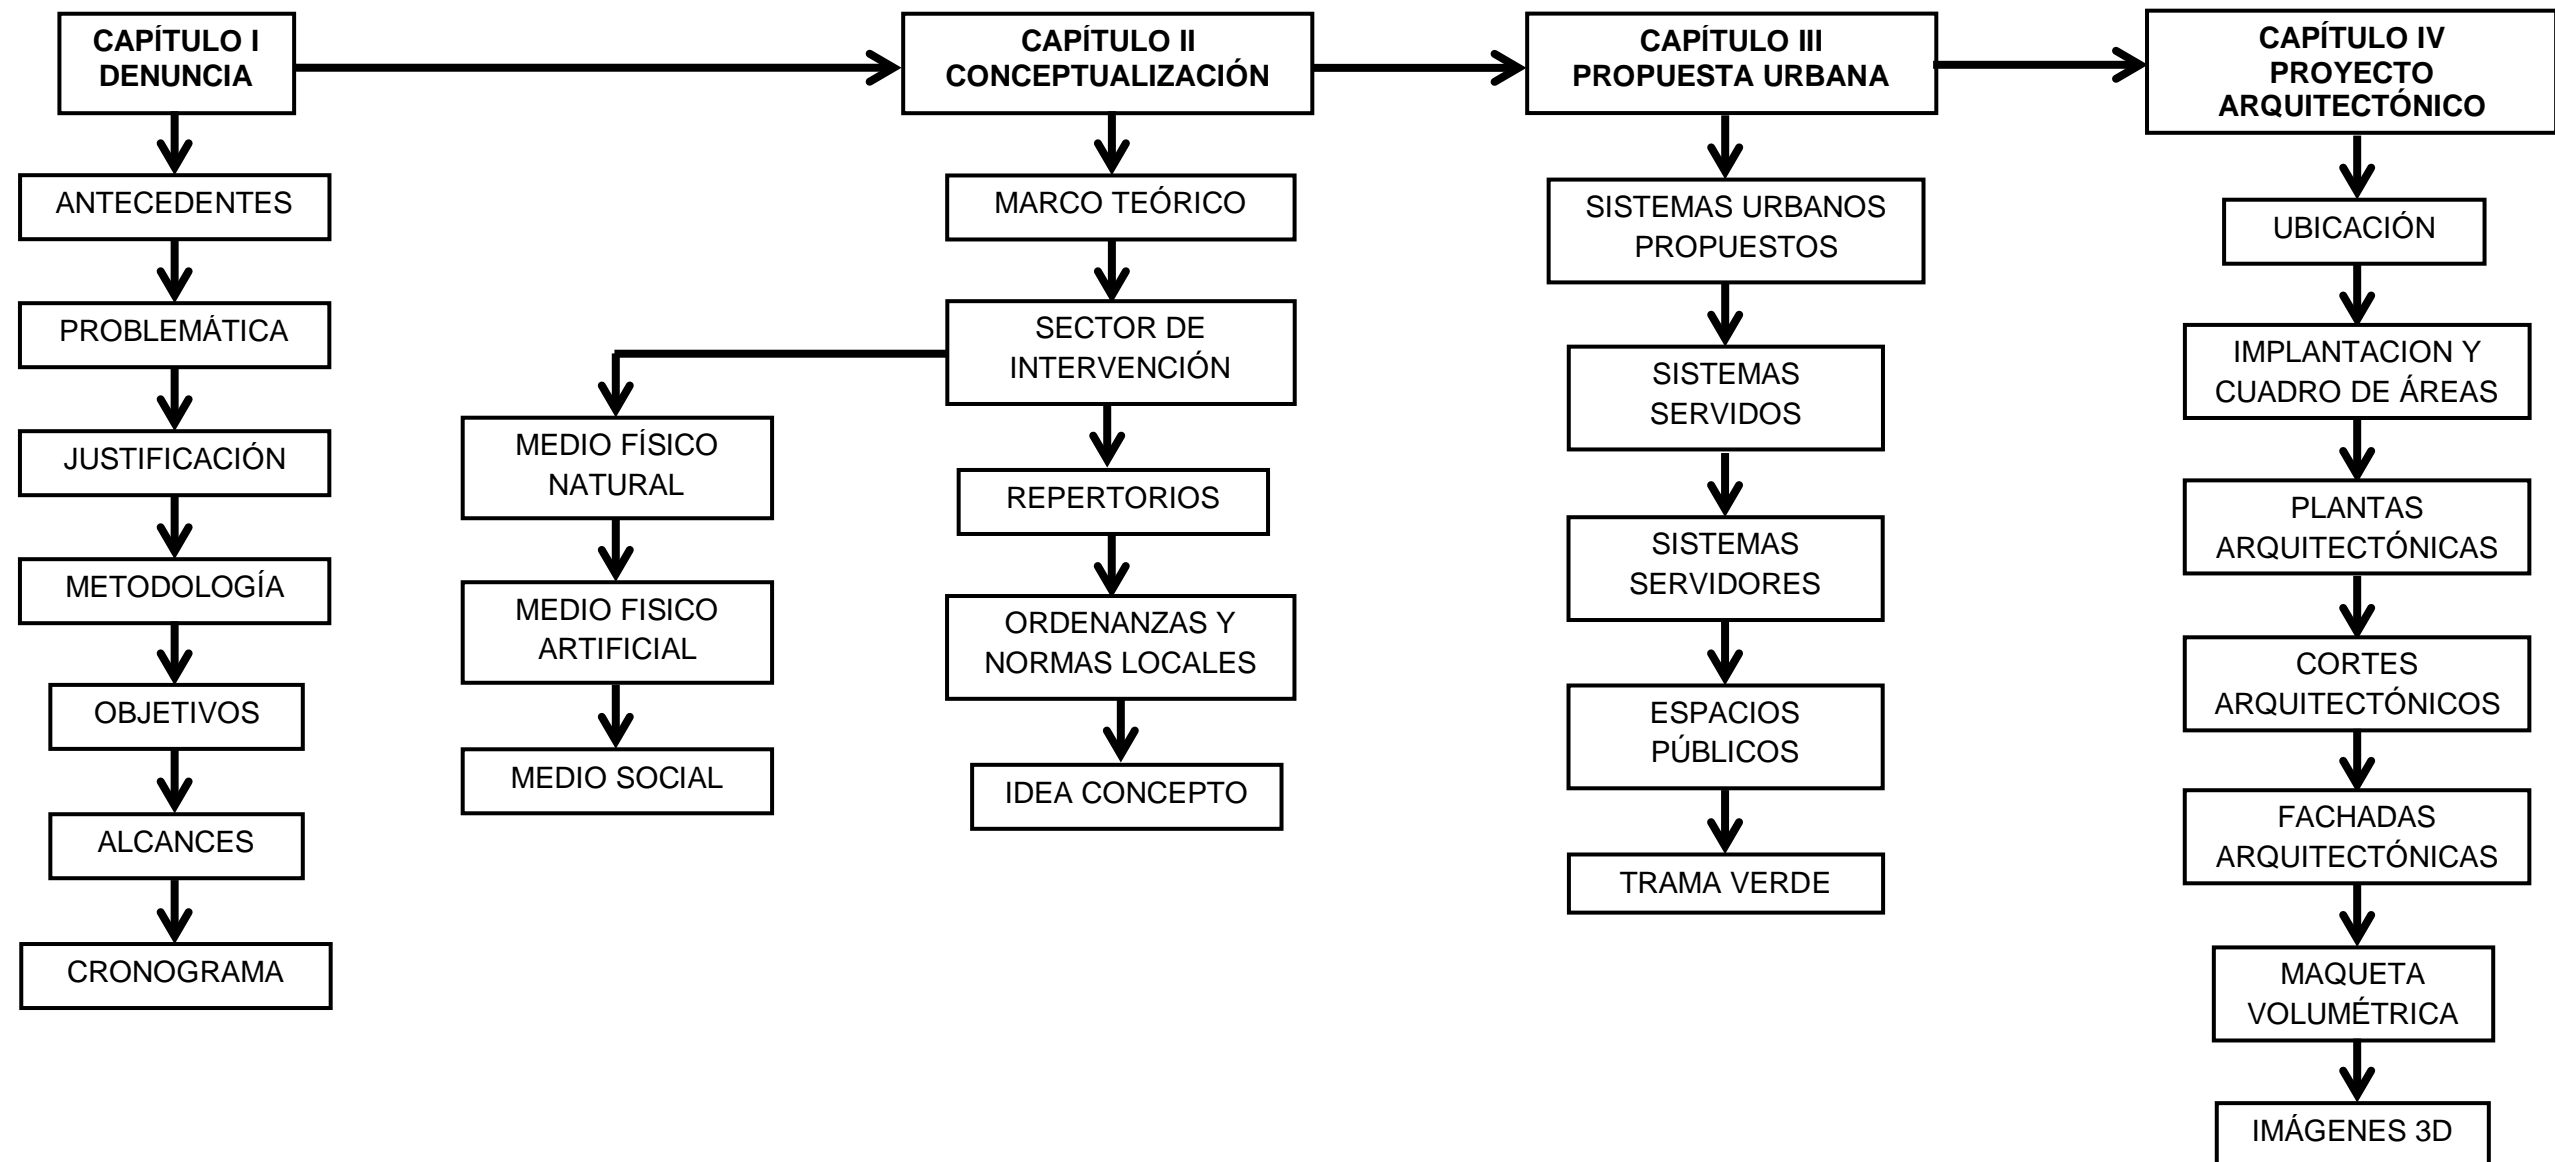 CAPÍTULO I
DENUNCIA
ANTECEDENTES
PROBLEMÁTICA
JUSTIFICACIÓN
METODOLOGÍA
OBJETIVOS
ALCANCES
CRONOGRAMA
CAPÍTULO II
CONCEPTUALIZACIÓN
MARCO TEÓRICO
SECTOR DE
INTERVENCIÓN
MEDIO FÍSICO
NATURAL
MEDIO FISICO
ARTIFICIAL
MEDIO SOCIAL
REPERTORIOS
ORDENANZAS Y
NORMAS LOCALES
IDEA CONCEPTO
CAPÍTULO III
PROPUESTA URBANA
SISTEMAS URBANOS
PROPUESTOS
SISTEMAS
SERVIDOS
SISTEMAS
SERVIDORES
ESPACIOS
PÚBLICOS
TRAMA VERDE
CAPÍTULO IV
PROYECTO
ARQUITECTÓNICO
UBICACIÓN
IMPLANTACION Y
CUADRO DE ÁREAS
PLANTAS
ARQUITECTÓNICAS
CORTES
ARQUITECTÓNICOS
FACHADAS
ARQUITECTÓNICAS
MAQUETA
VOLUMÉTRICA
IMÁGENES 3D